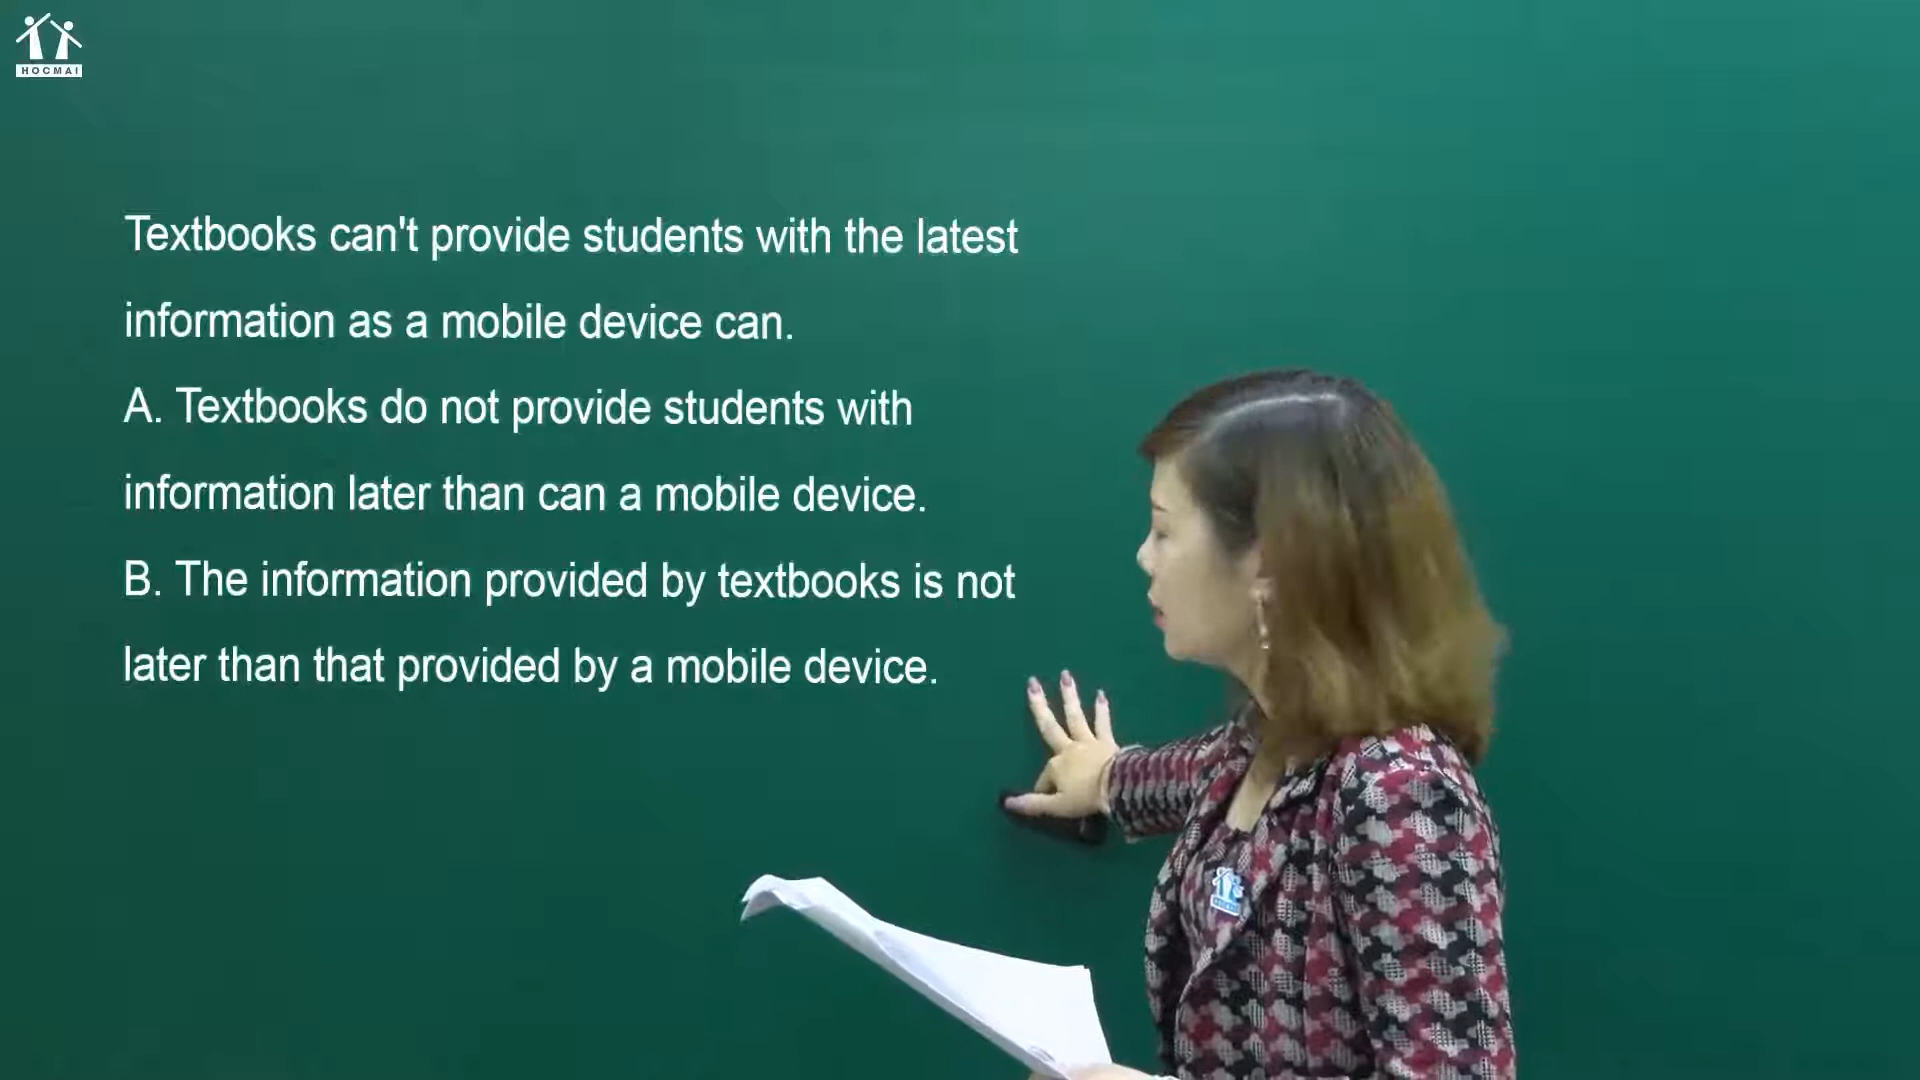 HOCMAI
Textbooks can't provide students with the latest
information as a mobile device can.
A. Textbooks do not provide students with
information later than can a mobile device.
B. The information provided by textbooks is not
later than that provided by a mobile device.